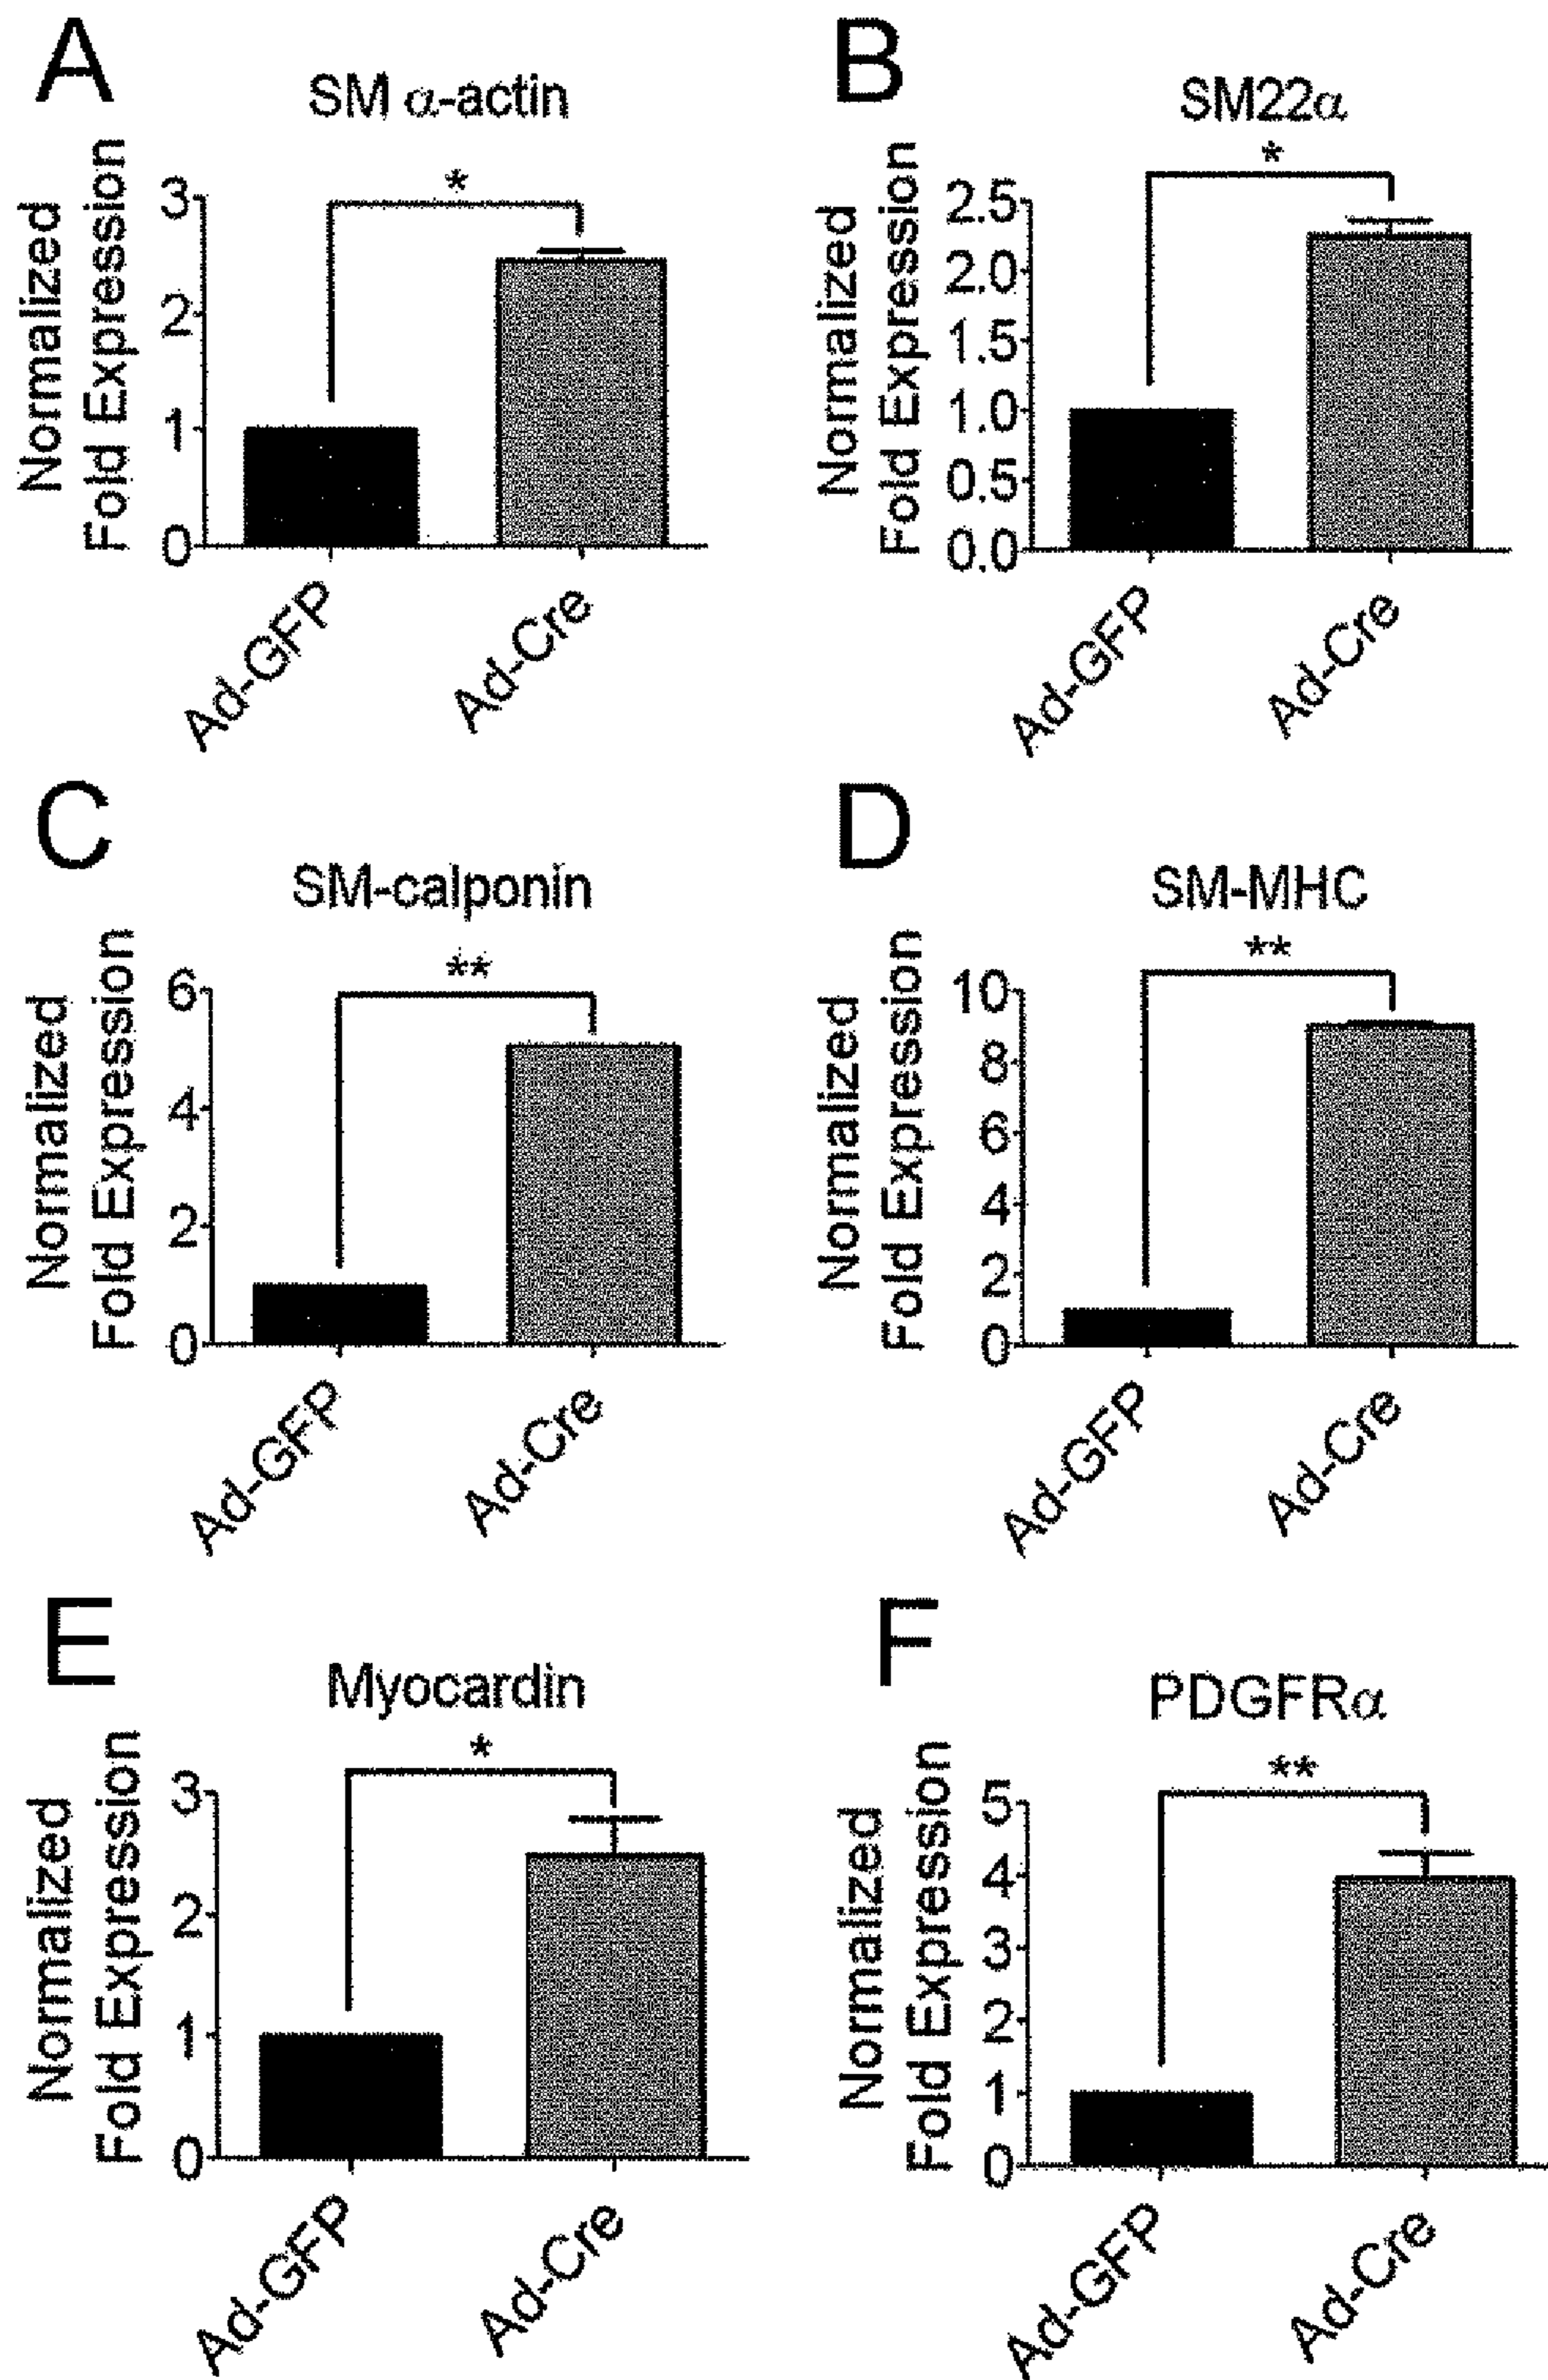 A
SM α-actin
*
Normalized
Fold Expression
3
2
1
0
Ad-GFP
Ad-Cre
B
SM22α
*
Normalized
Fold Expression
2.5
2.0
1.5
1.0
0.5
0.0
Ad-GFP
Ad-Cre
C
SM-calponin
**
Normalized
Fold Expression
6
4
2
0
Ad-GFP
Ad-Cre
D
SM-MHC
**
Normalized
Fold Expression
10
8
6
4
2
0
Ad-GFP
Ad-Cre
E
Myocardin
*
Normalized
Fold Expression
3
2
1
0
Ad-GFP
Ad-Cre
F
PDGFRα
**
Normalized
Fold Expression
5
4
3
2
1
0
Ad-GFP
Ad-Cre